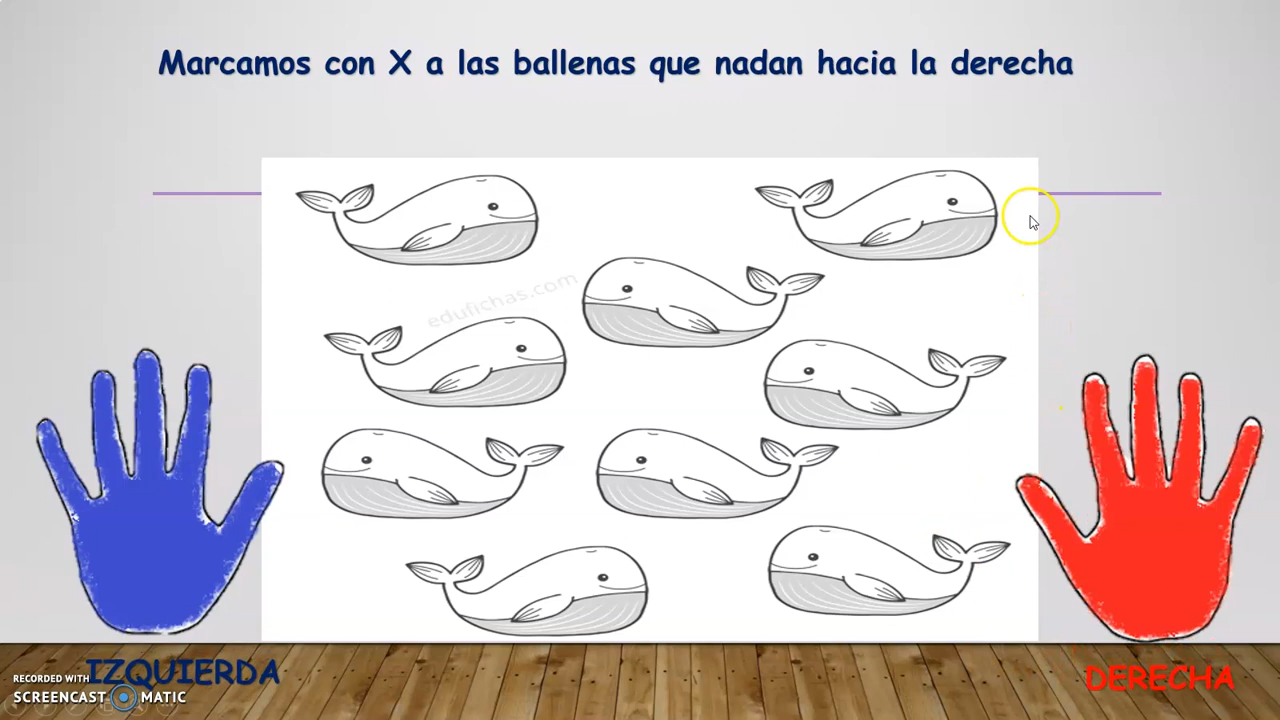 Marcamos con X a las ballenas que nadan hacia la derecha
edufichas.com
IZQUIERDA
DERECHA
RECORDED WITH
SCREENCAST MATIC